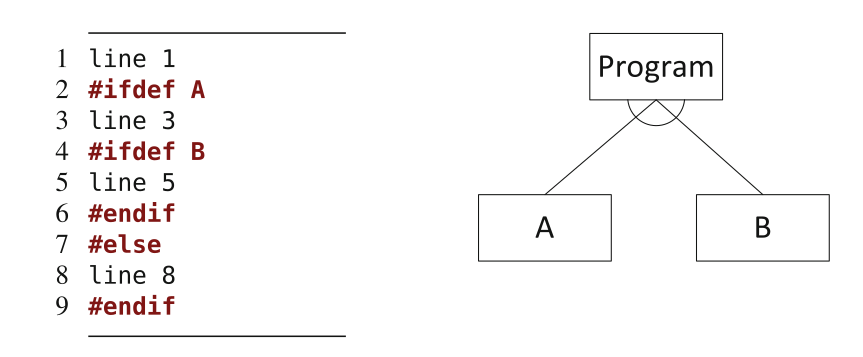 1 line 1
2 #ifdef A
3 line 3
4 #ifdef B
5 line 5
6 #endif
7 #else
8 line 8
9 #endif
Program
A B